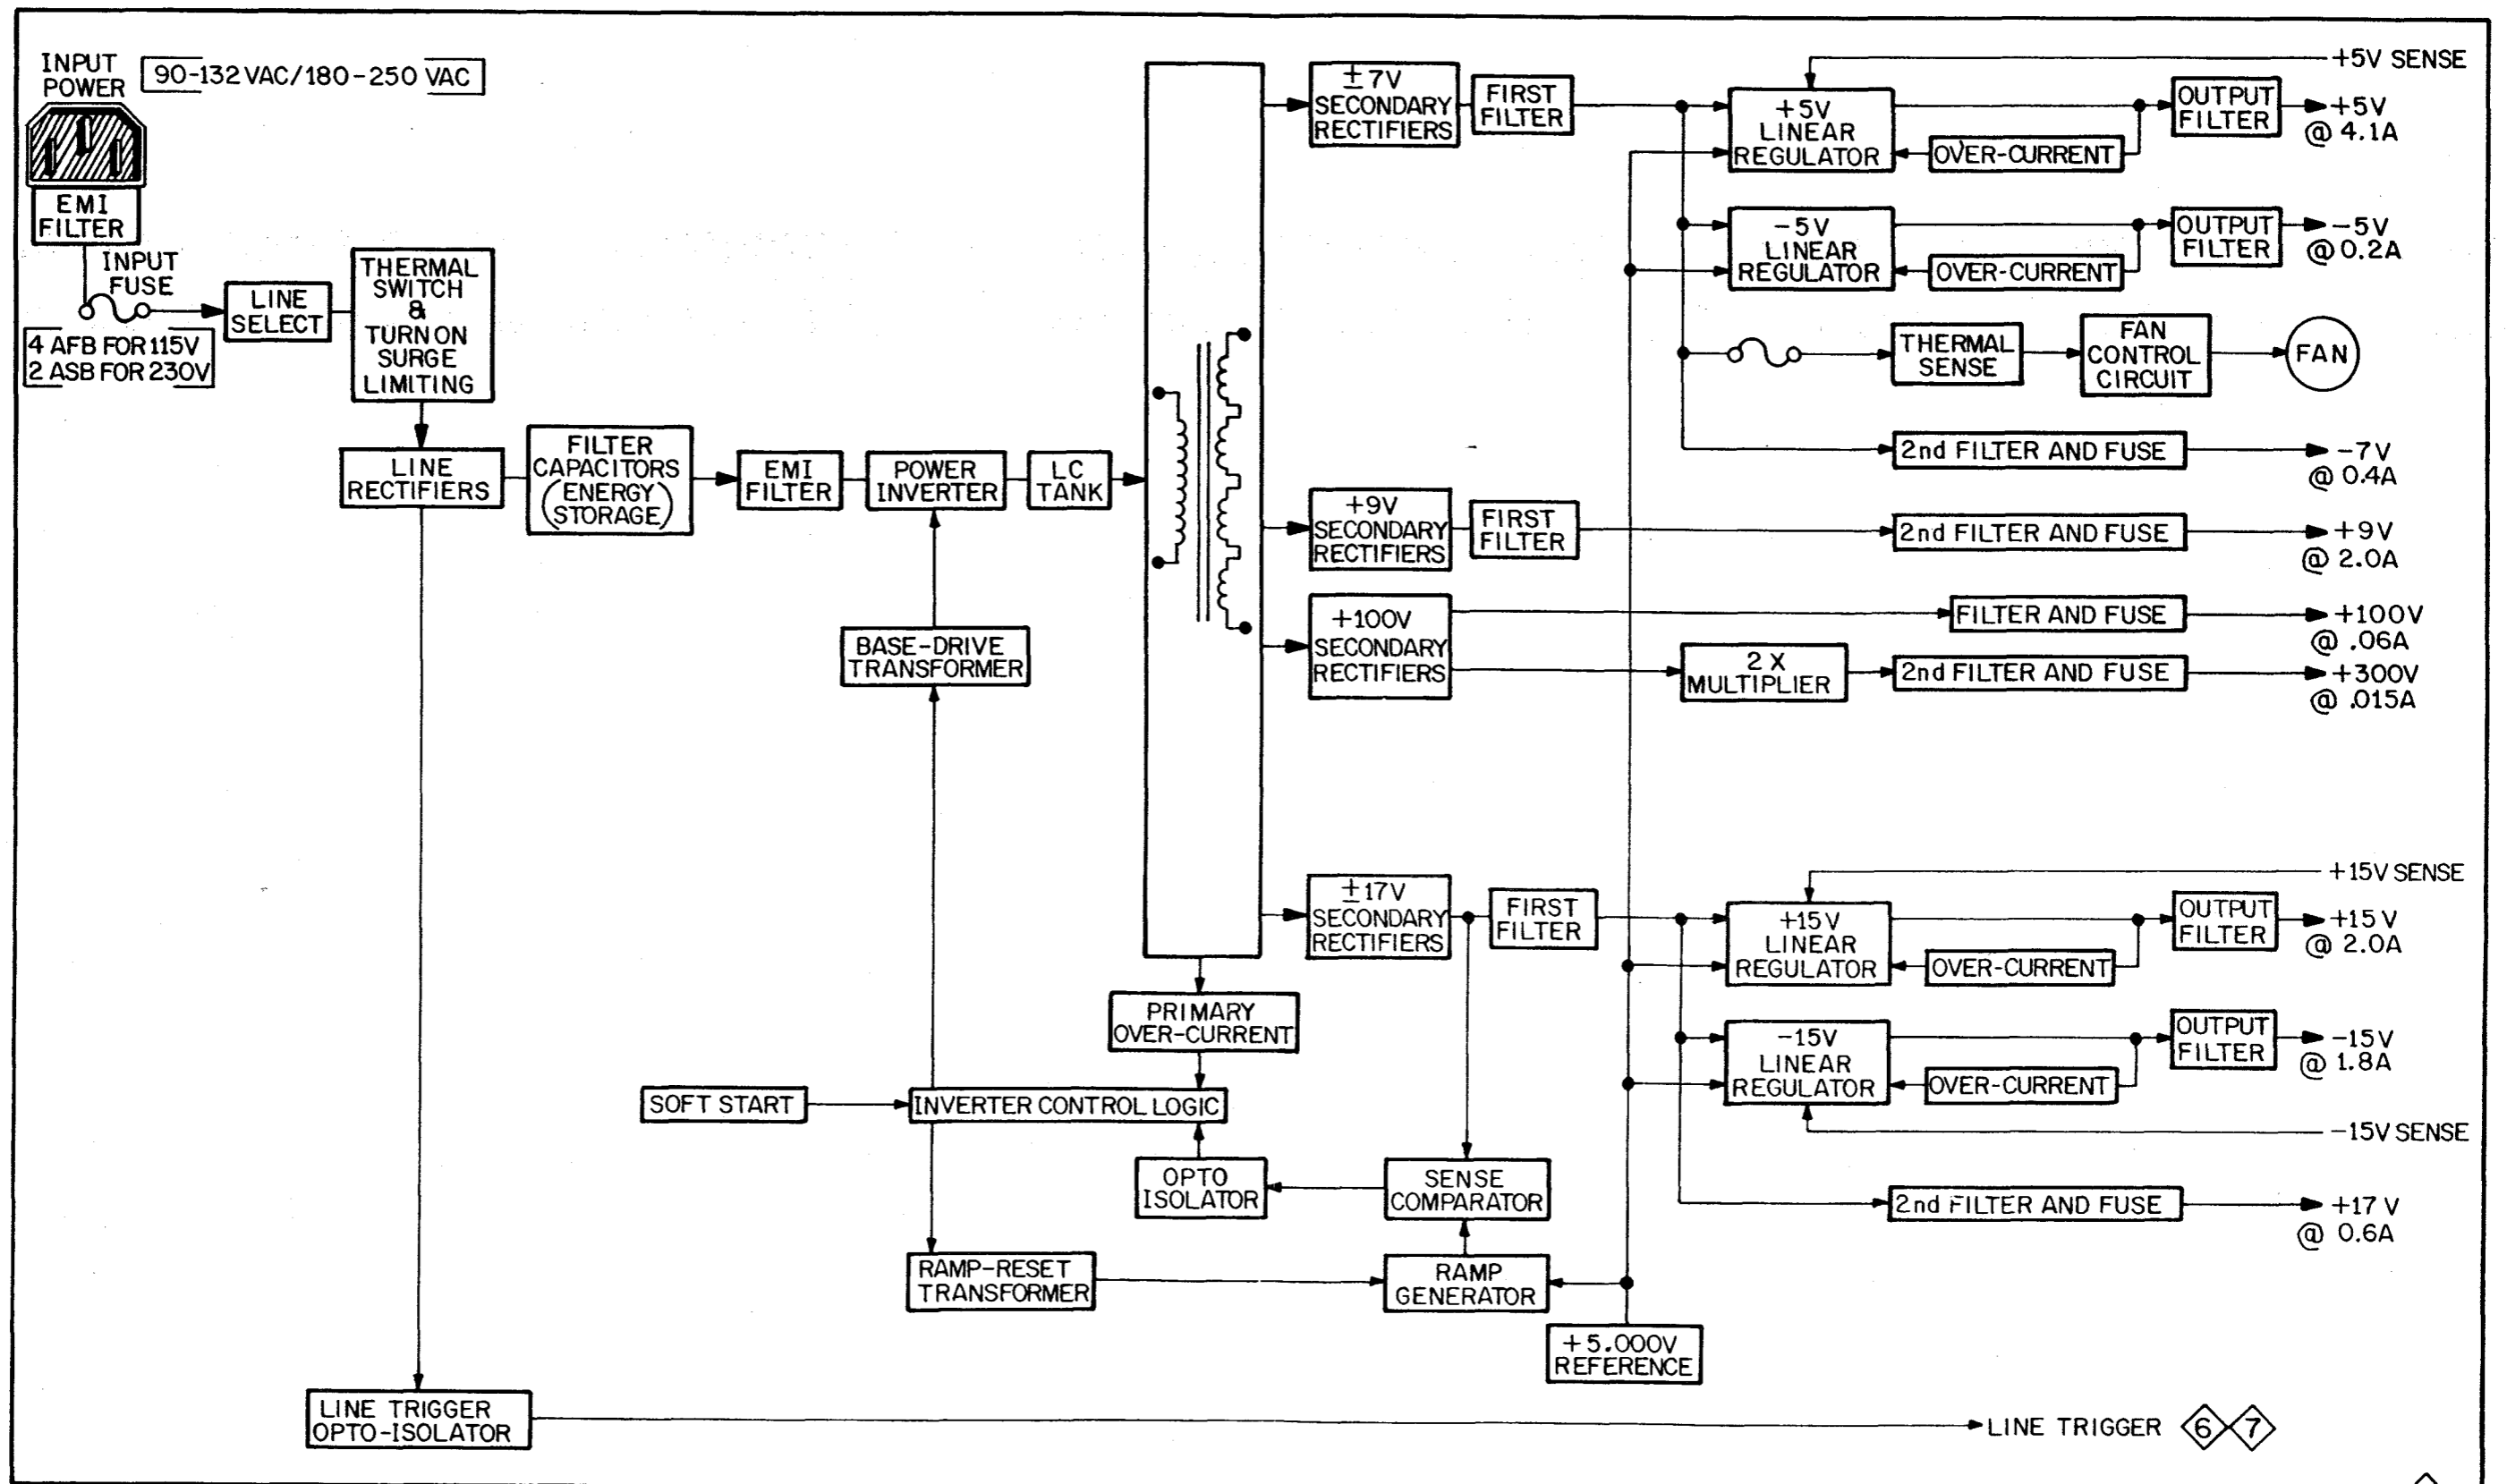 INPUT
POWER
90-132 VAC/180-250 VAC
EMI
FILTER
INPUT
FUSE
4 AFB FOR 115V
2 ASB FOR 230V
LINE
SELECT
THERMAL
SWITCH
&
TURN ON
SURGE
LIMITING
LINE
RECTIFIERS
FILTER
CAPACITORS
(ENERGY
STORAGE)
EMI
FILTER
POWER
INVERTER
LC
TANK
BASE-DRIVE
TRANSFORMER
±7V
SECONDARY
RECTIFIERS
FIRST
FILTER
+5V SENSE
+5V
LINEAR
REGULATOR
OVER-CURRENT
OUTPUT
FILTER
+5V
@ 4.1A
-5V
LINEAR
REGULATOR
OVER-CURRENT
OUTPUT
FILTER
-5V
@ 0.2A
THERMAL
SENSE
FAN
CONTROL
CIRCUIT
FAN
2nd FILTER AND FUSE
-7V
@ 0.4A
+9V
SECONDARY
RECTIFIERS
FIRST
FILTER
2nd FILTER AND FUSE
+9V
@ 2.0A
+100V
SECONDARY
RECTIFIERS
FILTER AND FUSE
+100V
@ .06A
2 X
MULTIPLIER
2nd FILTER AND FUSE
+300V
@ .015A
±17V
SECONDARY
RECTIFIERS
FIRST
FILTER
+15V SENSE
+15V
LINEAR
REGULATOR
OVER-CURRENT
OUTPUT
FILTER
+15 V
@ 2.0A
-15V
LINEAR
REGULATOR
OVER-CURRENT
OUTPUT
FILTER
-15V
@ 1.8A
-15V SENSE
2nd FILTER AND FUSE
+17 V
@ 0.6A
PRIMARY
OVER-CURRENT
SOFT START
INVERTER CONTROL LOGIC
OPTO
ISOLATOR
SENSE
COMPARATOR
RAMP-RESET
TRANSFORMER
RAMP
GENERATOR
+5.000V
REFERENCE
LINE TRIGGER
OPTO-ISOLATOR
LINE TRIGGER 6 7